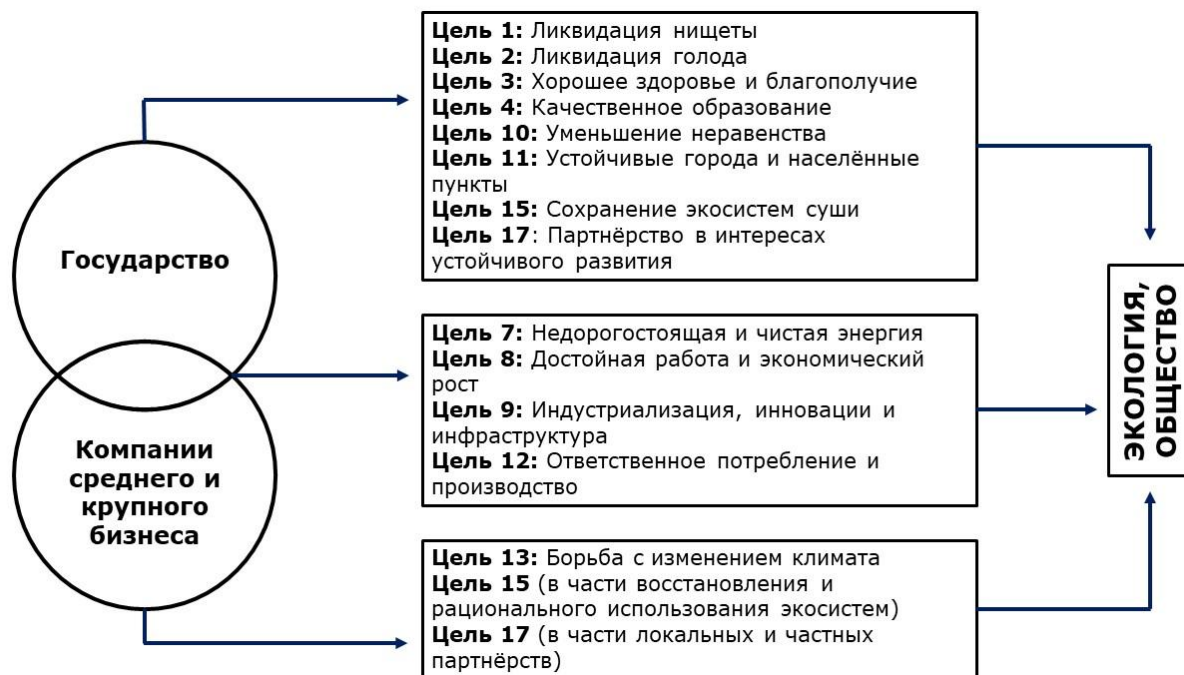 Цель 1: Ликвидация нищеты
Цель 2: Ликвидация голода
Цель 3: Хорошее здоровье и благополучие
Цель 4: Качественное образование
Цель 10: Уменьшение неравенства
Цель 11: Устойчивые города и населённые
пункты
Цель 15: Сохранение экосистем суши
Цель 17: Партнёрство в интересах
устойчивого развития
Государство
Цель 7: Недорогостоящая и чистая энергия
Цель 8: Достойная работа и экономический
рост
Цель 9: Индустриализация, инновации и
инфраструктура
Цель 12: Ответственное потребление и
производство
Компании
среднего и
крупного
бизнеса
Цель 13: Борьба с изменением климата
Цель 15 (в части восстановления и
рационального использования экосистем)
Цель 17 (в части локальных и частных
партнёрств)
ЭКОЛОГИЯ,
ОБЩЕСТВО